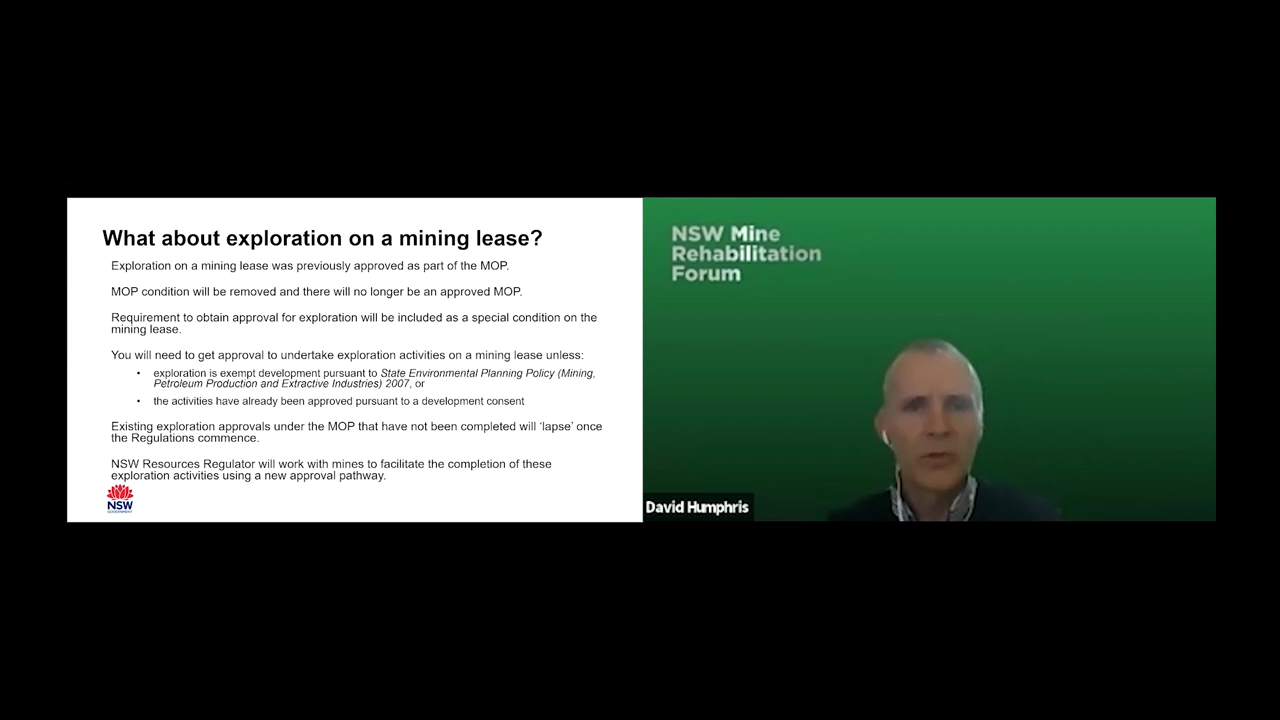 What about exploration on a mining lease?
Exploration on a mining lease was previously approved as part of the MOP.
MOP condition will be removed and there will no longer be an approved MOP.
Requirement to obtain approval for exploration will be included as a special condition on the
mining lease.
You will need to get approval to undertake exploration activities on a mining lease unless:
• exploration is exempt development pursuant to State Environmental Planning Policy (Mining,
Petroleum Production and Extractive Industries) 2007, or
• the activities have already been approved pursuant to a development consent
Existing exploration approvals under the MOP that have not been completed will ‘lapse’ once
the Regulations commence.
NSW Resources Regulator will work with mines to facilitate the completion of these
exploration activities using a new approval pathway.
NSW
GOVERNMENT
NSW Mine
Rehabilitation
Forum
David Humphris